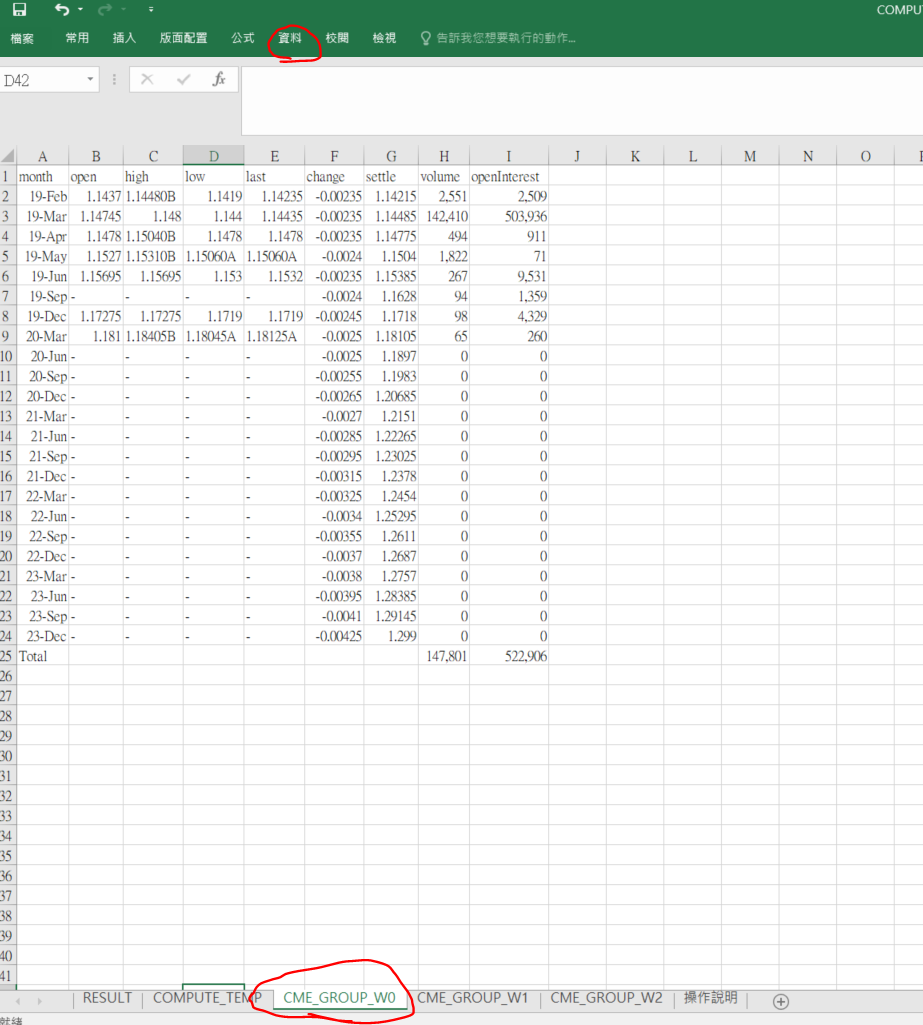 COMPU
檔案 常用 插入 版面配置 公式 資料 校閱 檢視 告訴我您想要執行的動作...
D42 fx
A B C D E F G H I J K L M N O
1 month open high low last change settle volume openInterest
2 19-Feb 1.1437 1.14480B 1.1419 1.14235 -0.00235 1.14215 2,551 2,509
3 19-Mar 1.14745 1.148 1.144 1.14435 -0.00235 1.14485 142,410 503,936
4 19-Apr 1.1478 1.15040B 1.1478 1.1478 -0.00235 1.14775 494 911
5 19-May 1.1527 1.15310B 1.15060A 1.15060A -0.0024 1.1504 1,822 71
6 19-Jun 1.15695 1.15695 1.153 1.1532 -0.00235 1.15385 267 9,531
7 19-Sep - - - - -0.0024 1.1628 94 1,359
8 19-Dec 1.17275 1.17275 1.1719 1.1719 -0.00245 1.1718 98 4,329
9 20-Mar 1.181 1.18405B 1.18045A 1.18125A -0.0025 1.18105 65 260
10 20-Jun - - - - -0.0025 1.1897 0 0
11 20-Sep - - - - -0.00255 1.1983 0 0
12 20-Dec - - - - -0.00265 1.20685 0 0
13 21-Mar - - - - -0.0027 1.2151 0 0
14 21-Jun - - - - -0.00285 1.22265 0 0
15 21-Sep - - - - -0.00295 1.23025 0 0
16 21-Dec - - - - -0.00315 1.2378 0 0
17 22-Mar - - - - -0.00325 1.2454 0 0
18 22-Jun - - - - -0.0034 1.25295 0 0
19 22-Sep - - - - -0.00355 1.2611 0 0
20 22-Dec - - - - -0.0037 1.2687 0 0
21 23-Mar - - - - -0.0038 1.2757 0 0
22 23-Jun - - - - -0.00395 1.28385 0 0
23 23-Sep - - - - -0.0041 1.29145 0 0
24 23-Dec - - - - -0.00425 1.299 0 0
25 Total 147,801 522,906
26
27
28
29
30
31
32
33
34
35
36
37
38
39
40
41
RESULT COMPUTE_TEMP CME_GROUP_W0 CME_GROUP_W1 CME_GROUP_W2 操作說明
就緒